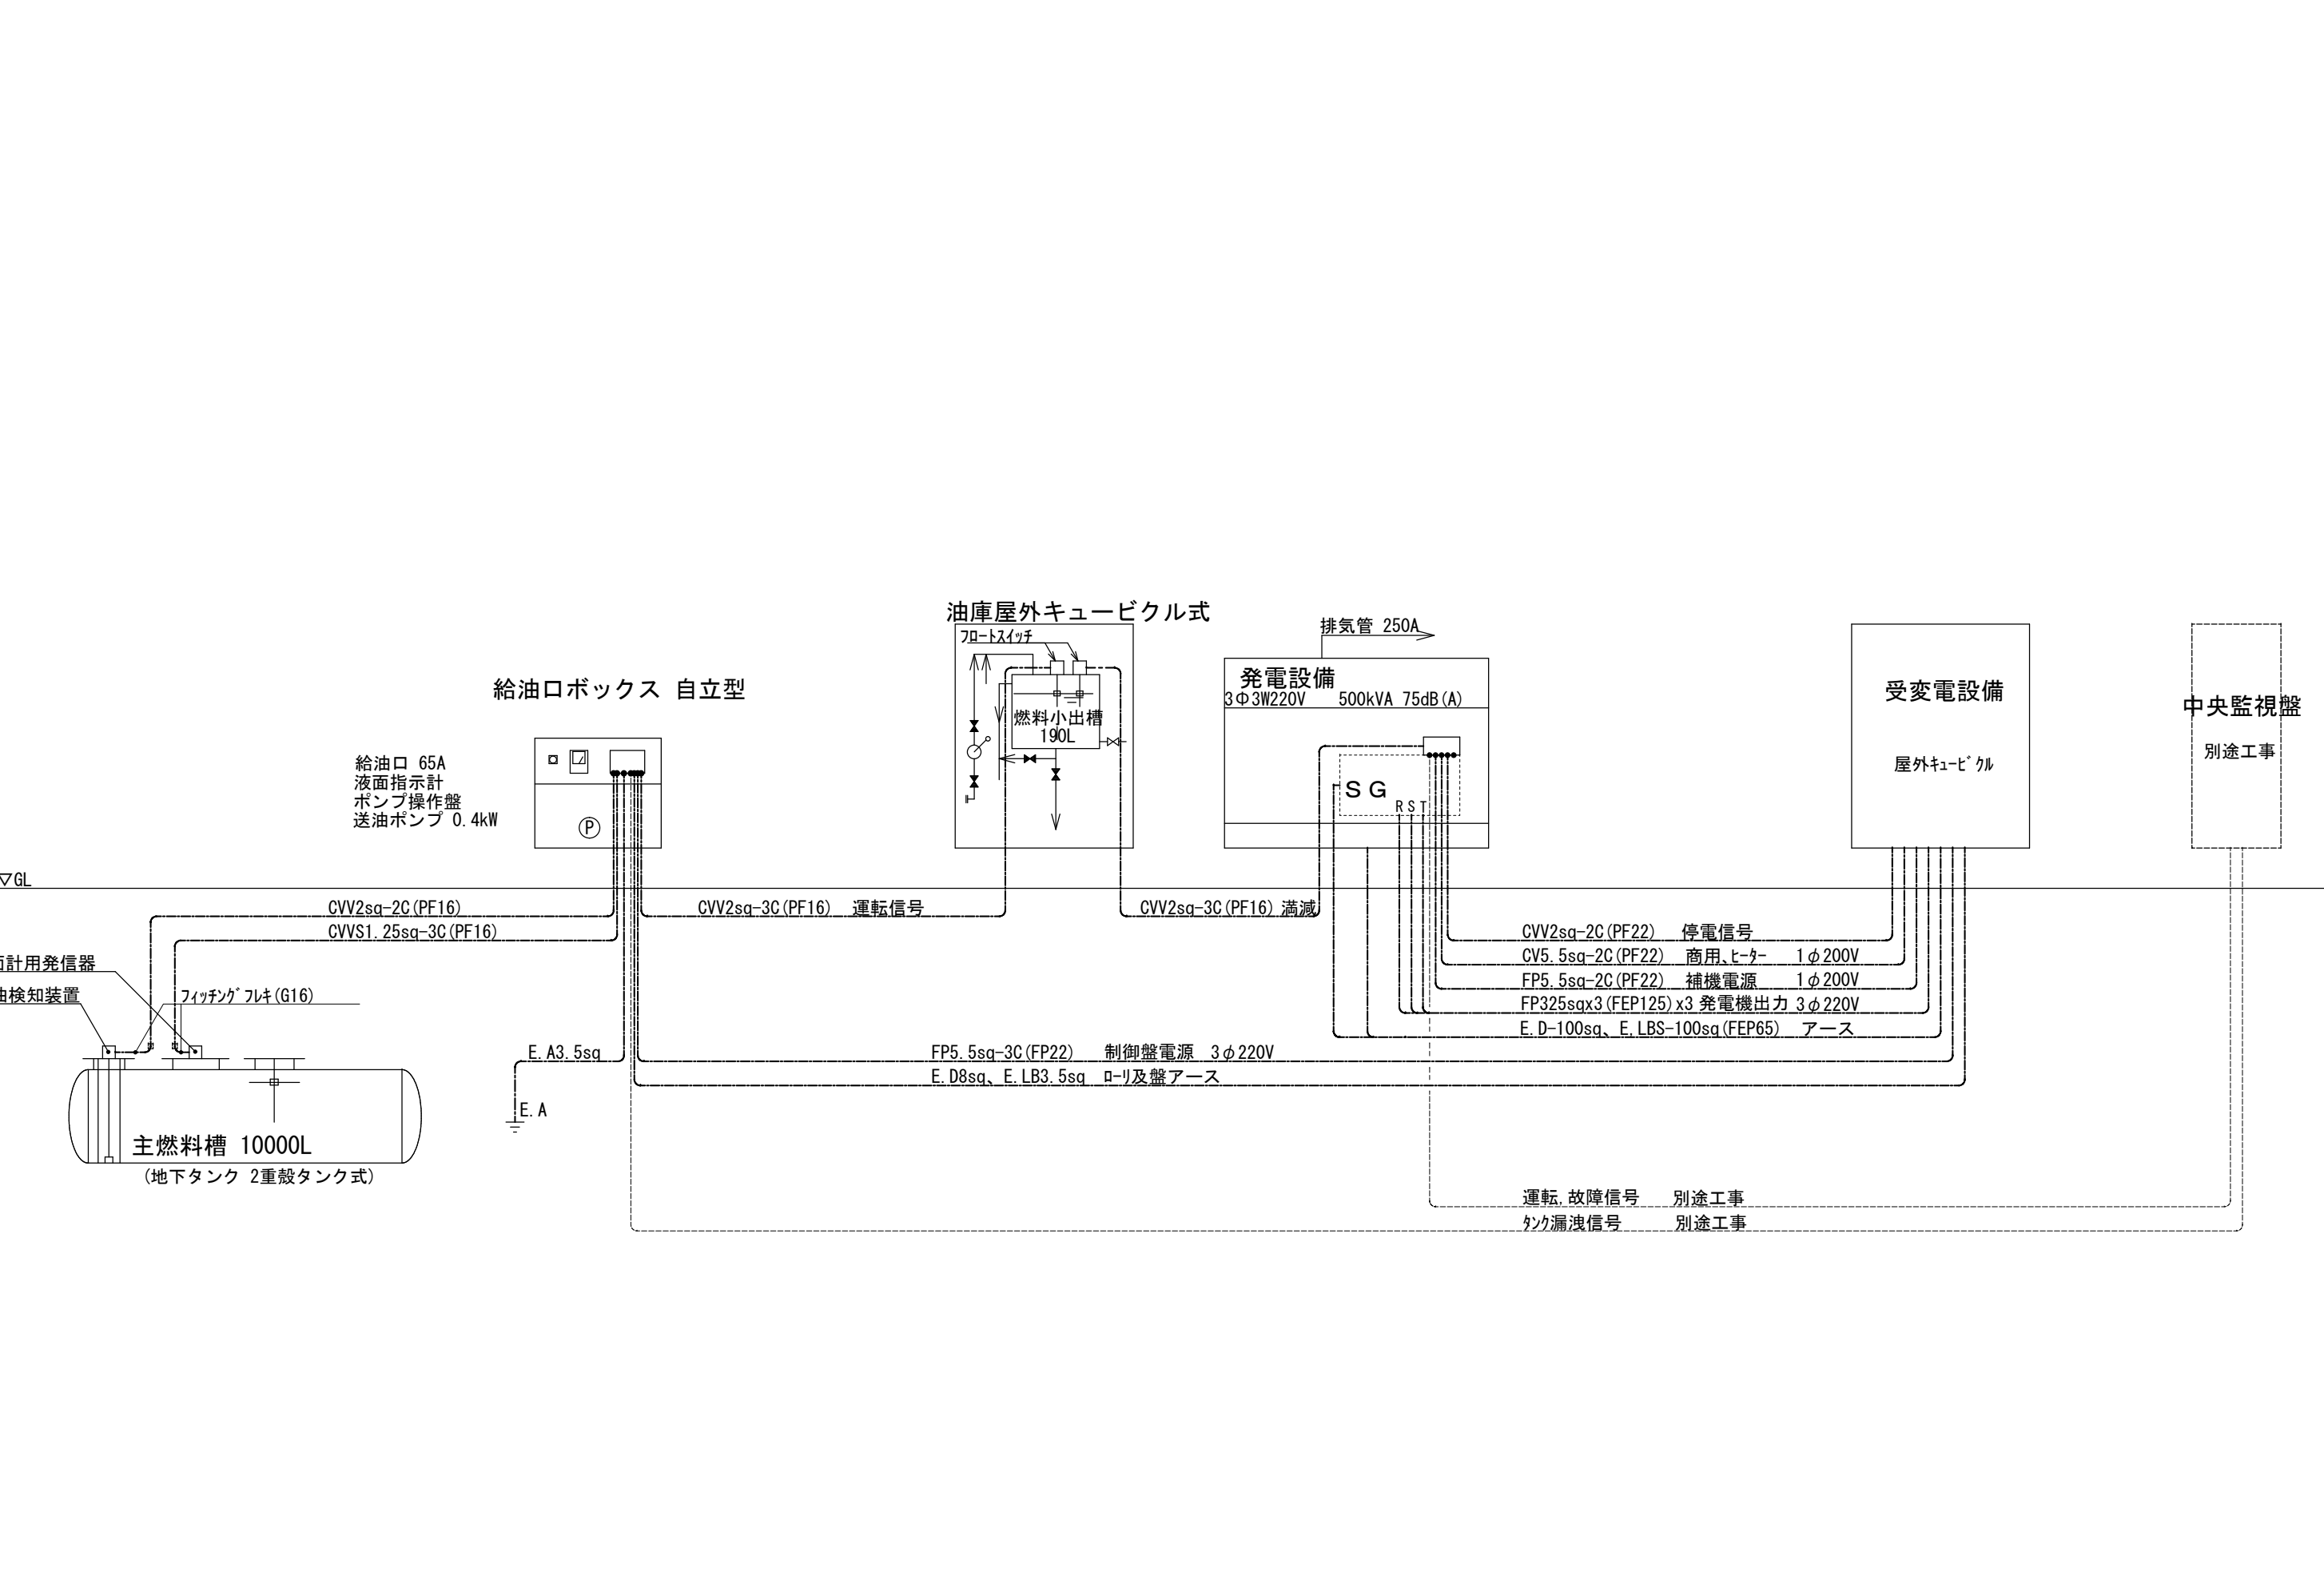 油庫屋外キュービクル式
フロートスイッチ
燃料小出槽
190L
排気管 250A
発電設備
3Φ3W220V 500kVA 75dB(A)
SG
R S T
受変電設備
屋外ｷｭｰﾋﾞｸﾙ
中央監視盤
別途工事
給油口ボックス 自立型
給油口 65A
液面指示計
ポンプ操作盤
送油ポンプ 0.4kW
P
▽GL
CVV2sq-2C(PF16)
CVVS1.25sq-3C(PF16)
CVV2sq-3C(PF16) 運転信号
CVV2sq-3C(PF16) 満減
CVV2sq-2C(PF22) 停電信号
CV5.5sq-2C(PF22) 商用、ﾋｰﾀｰ 1φ200V
FP5.5sq-2C(PF22) 補機電源 1φ200V
FP325sqx3(FEP125)x3 発電機出力 3φ220V
E.D-100sq、E.LBS-100sq(FEP65) アース
計用発信器
検知装置
ﾌｨｯﾁﾝｸﾞﾌﾚｷ(G16)
E.A3.5sq
E.A
FP5.5sq-3C(FP22) 制御盤電源 3φ220V
E.D8sq、E.LB3.5sq ﾛｰﾘ及盤アース
主燃料槽 10000L
(地下タンク 2重殻タンク式)
運転.故障信号 別途工事
ﾀﾝｸ漏洩信号 別途工事